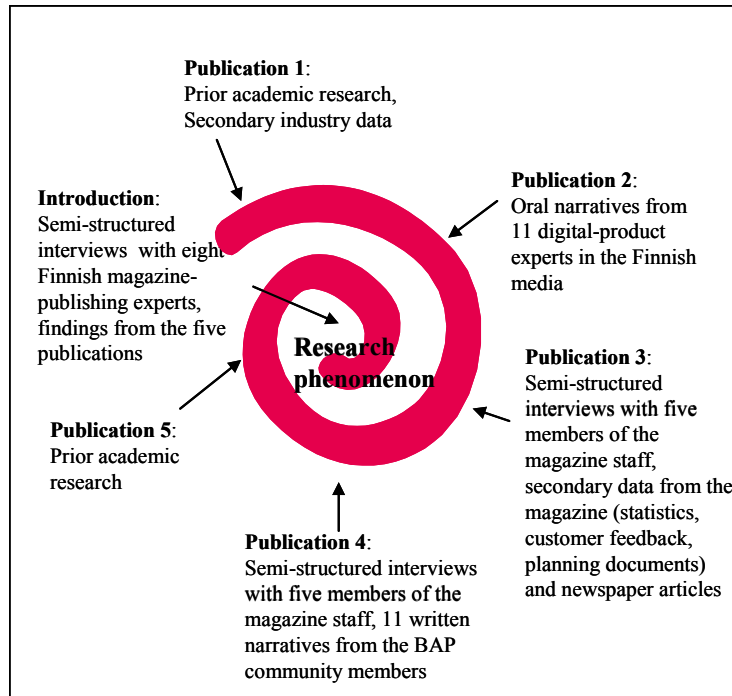 Publication 1:
Prior academic research,
Secondary industry data
Introduction:
Semi-structured
interviews with eight
Finnish magazine-
publishing experts,
findings from the five
publications
Publication 2:
Oral narratives from
11 digital-product
experts in the Finnish
media
Research
phenomenon
Publication 3:
Semi-structured
interviews with five
members of the
magazine staff,
secondary data from the
magazine (statistics,
customer feedback,
planning documents)
and newspaper articles
Publication 5:
Prior academic
research
Publication 4:
Semi-structured interviews
with five members of the
magazine staff, 11 written
narratives from the BAP
community members